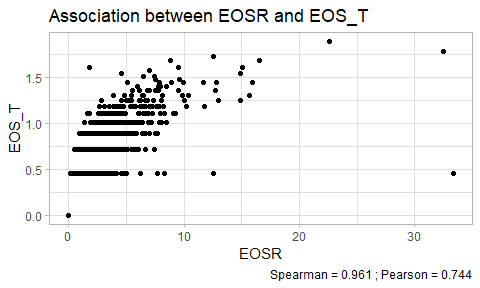 Association between EOSR and EOS_T
EOS_T
1.5
1.0
0.5
0.0
0 10 20 30
EOSR
Spearman = 0.961 ; Pearson = 0.744